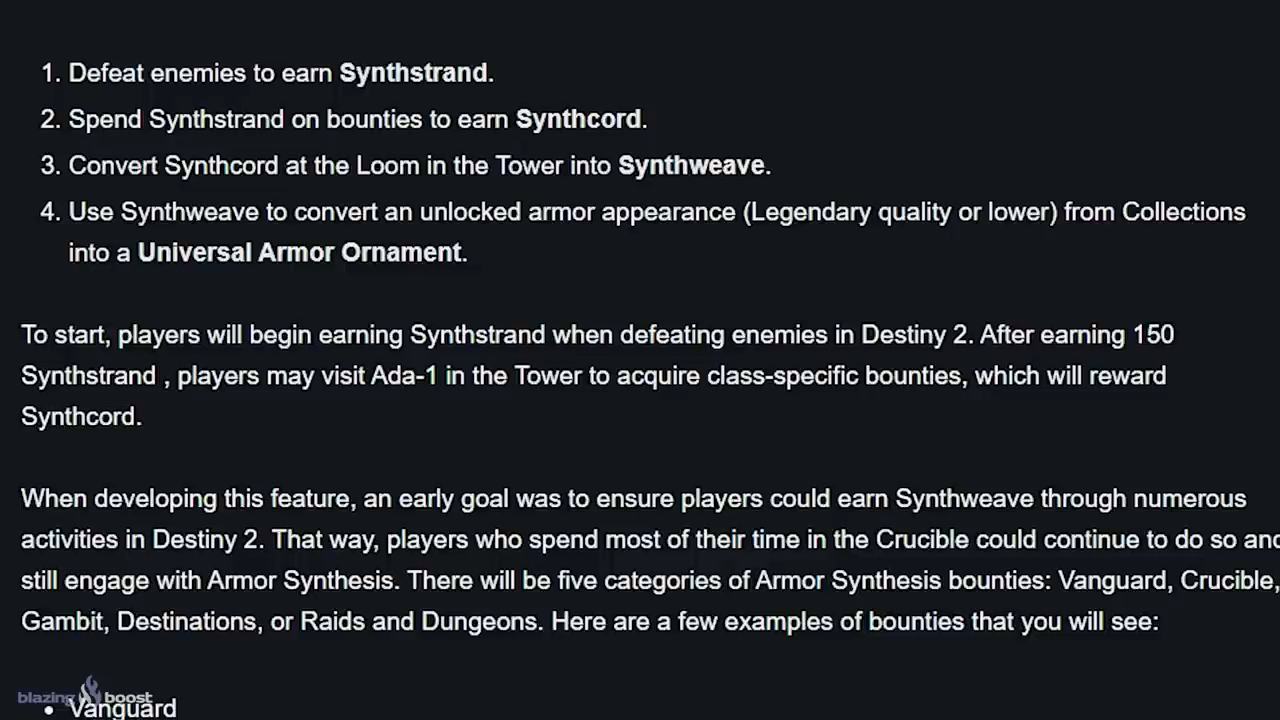 1. Defeat enemies to earn Synthstrand.
2. Spend Synthstrand on bounties to earn Synthcord.
3. Convert Synthcord at the Loom in the Tower into Synthweave.
4. Use Synthweave to convert an unlocked armor appearance (Legendary quality or lower) from Collections
into a Universal Armor Ornament.
To start, players will begin earning Synthstrand when defeating enemies in Destiny 2. After earning 150
Synthstrand , players may visit Ada-1 in the Tower to acquire class-specific bounties, which will reward
Synthcord.
When developing this feature, an early goal was to ensure players could earn Synthweave through numerous
activities in Destiny 2. That way, players who spend most of their time in the Crucible could continue to do so and
still engage with Armor Synthesis. There will be five categories of Armor Synthesis bounties: Vanguard, Crucible,
Gambit, Destinations, or Raids and Dungeons. Here are a few examples of bounties that you will see:
blazing boost
• Vanguard